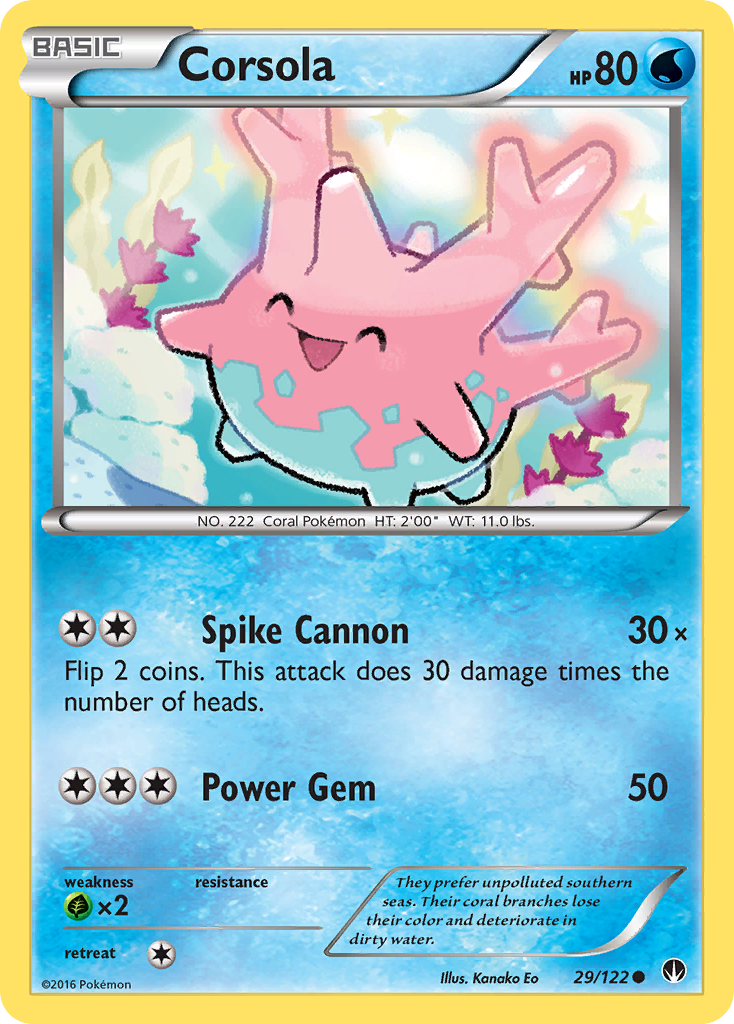 BASIC
Corsola
HP 80
NO. 222 Coral Pokémon HT: 2'00" WT: 11.0 lbs.
Spike Cannon 30×
Flip 2 coins. This attack does 30 damage times the
number of heads.
Power Gem 50
weakness resistance
×2
retreat
They prefer unpolluted southern
seas. Their coral branches lose
their color and deteriorate in
dirty water.
©2016 Pokémon
Illus. Kanako Eo 29/122